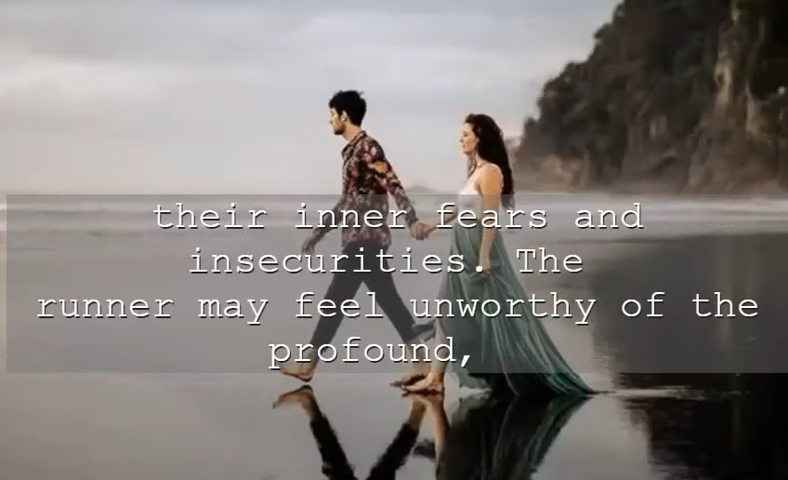 their inner fears and
insecurities. The
runner may feel unworthy of the
profound,